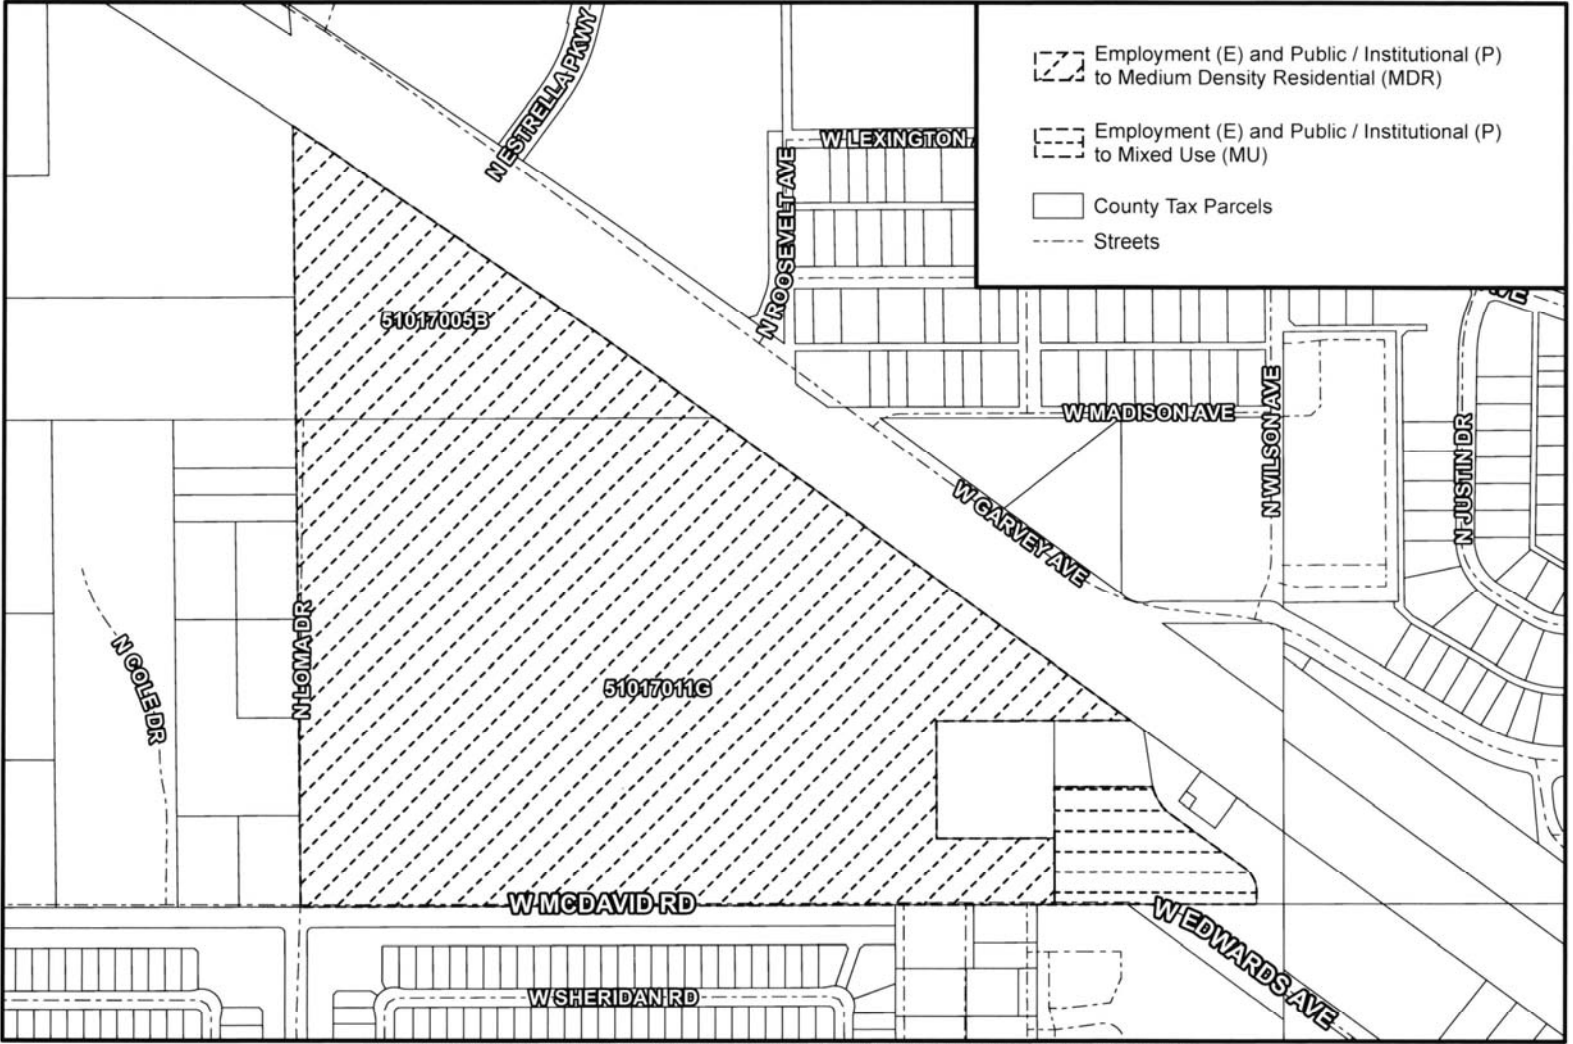 Employment (E) and Public / Institutional (P)
to Medium Density Residential (MDR)
Employment (E) and Public / Institutional (P)
to Mixed Use (MU)
County Tax Parcels
Streets
N ESTRELLA PKWY
W LEXINGTON
N ROOSEVELT AVE
51017005B
W MADISON AVE
N WILSON AVE
N JUSTIN DR
W GARVEY AVE
N LOMA DR
N COLE DR
51017011G
W MCDAVID RD
W EDWARDS AVE
W SHERIDAN RD